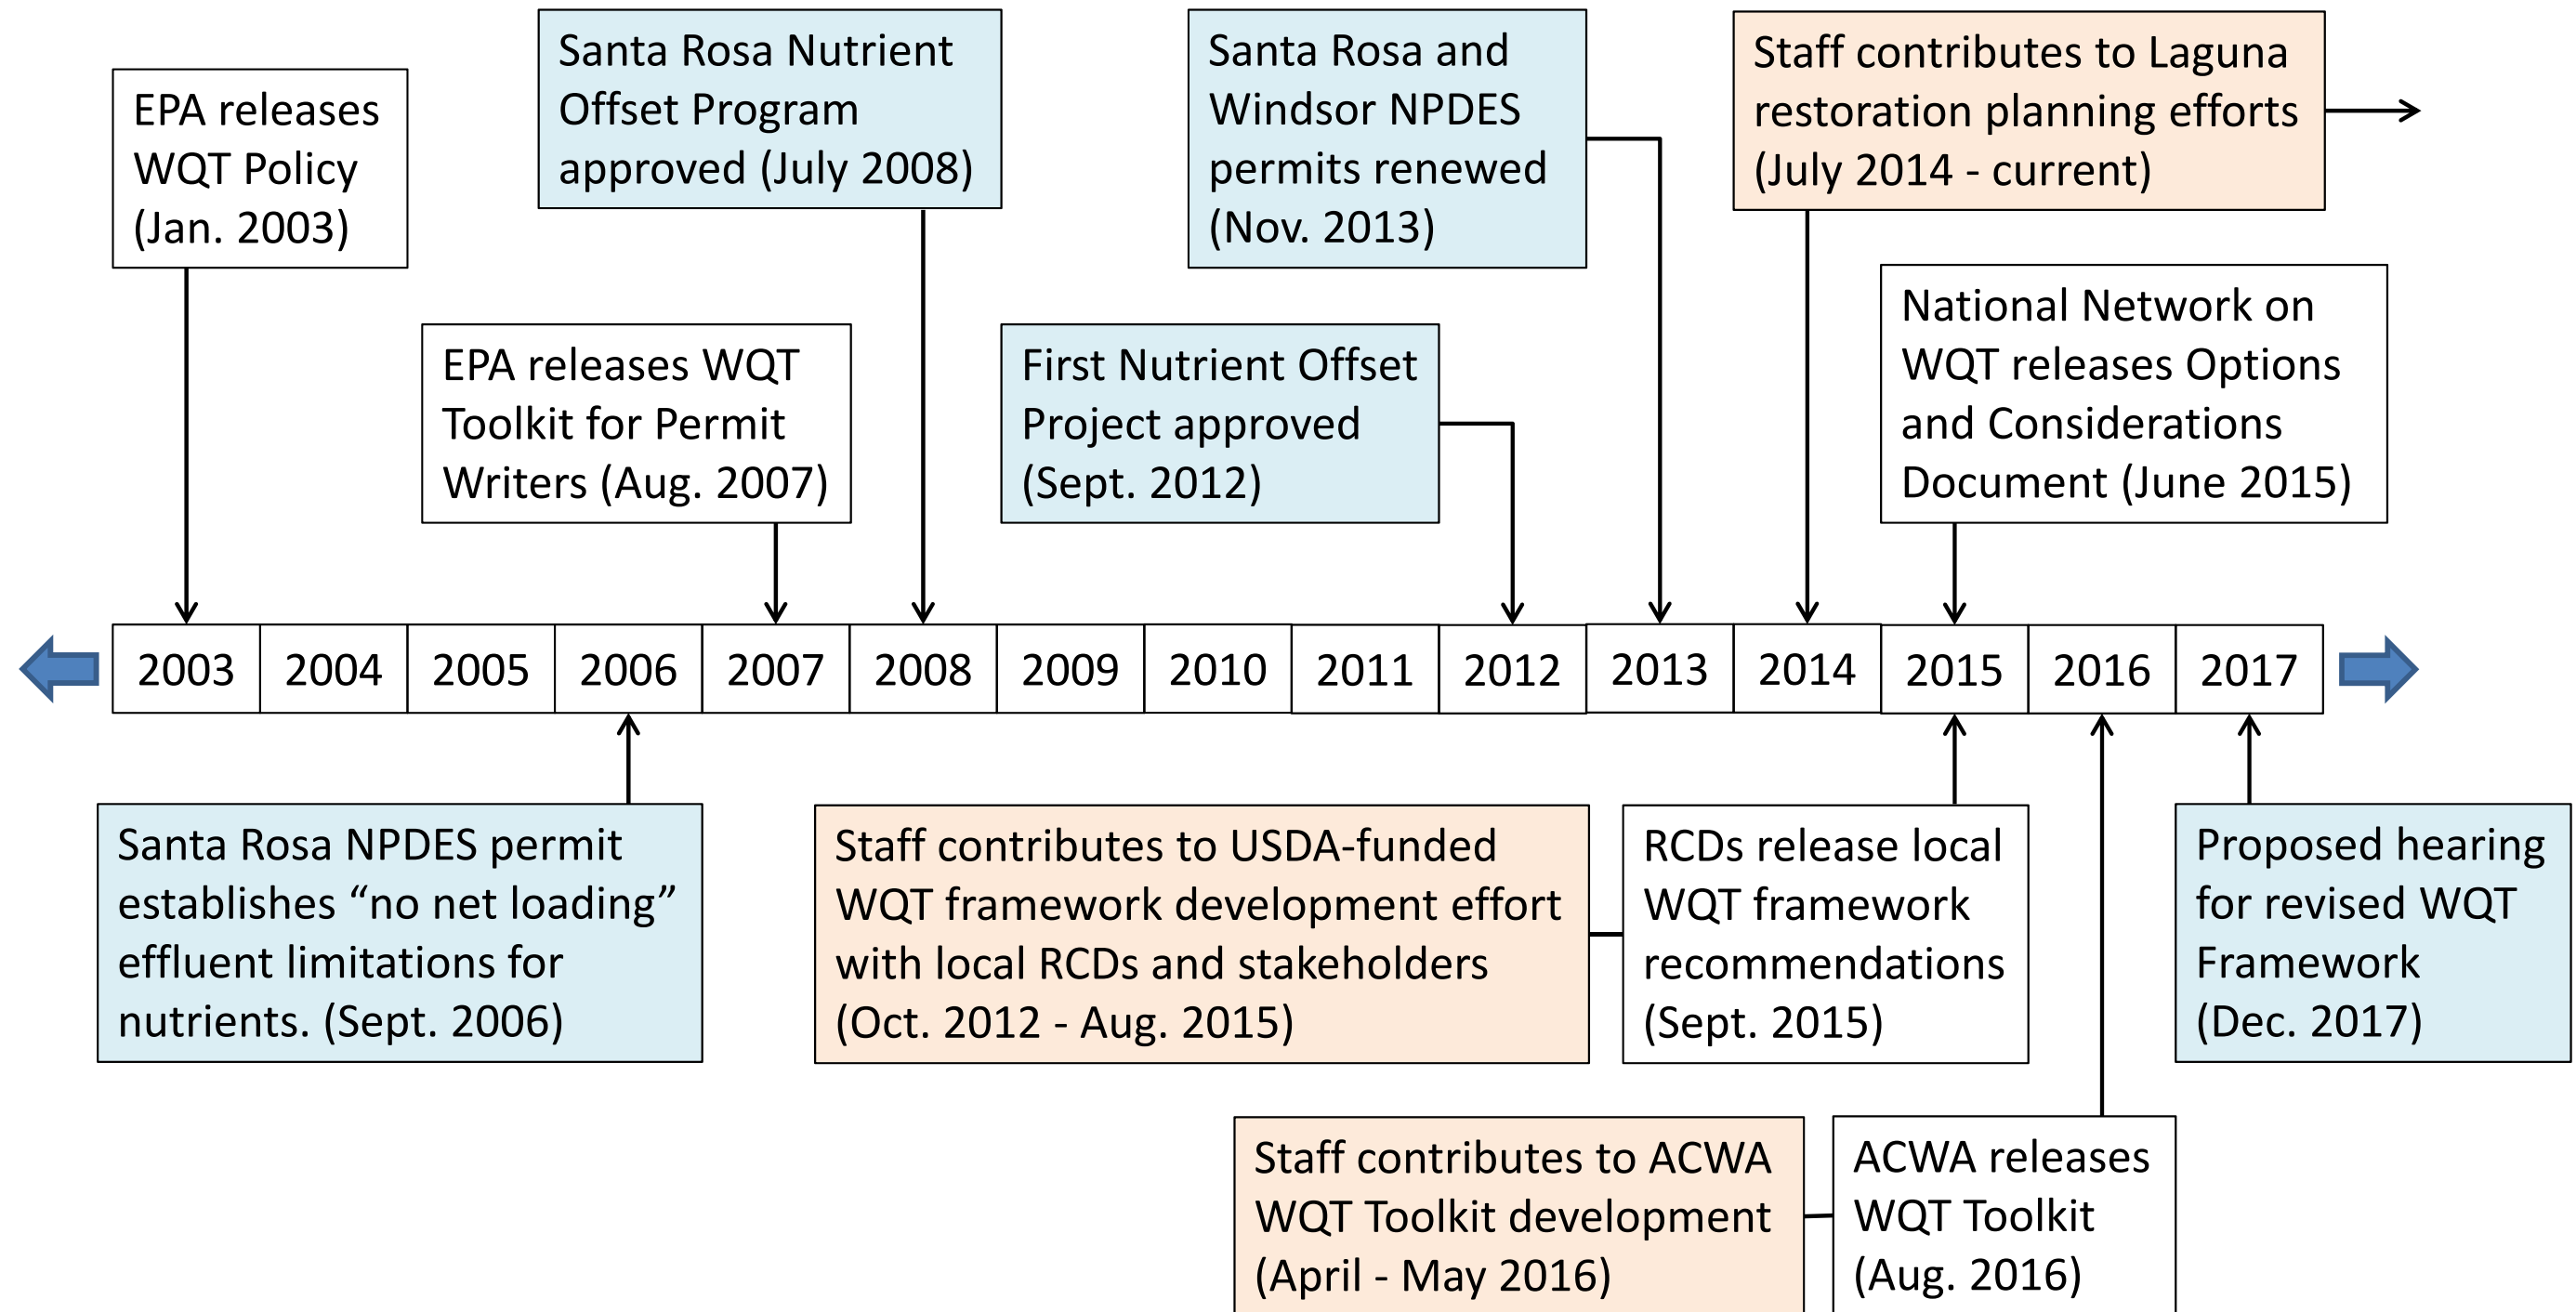 EPA releases
WQT Policy
(Jan. 2003)
Santa Rosa Nutrient
Offset Program
approved (July 2008)
Santa Rosa and
Windsor NPDES
permits renewed
(Nov. 2013)
Staff contributes to Laguna
restoration planning efforts
(July 2014 - current)
EPA releases WQT
Toolkit for Permit
Writers (Aug. 2007)
First Nutrient Offset
Project approved
(Sept. 2012)
National Network on
WQT releases Options
and Considerations
Document (June 2015)
2003 2004 2005 2006 2007 2008 2009 2010 2011 2012 2013 2014 2015 2016 2017
Santa Rosa NPDES permit
establishes “no net loading”
effluent limitations for
nutrients. (Sept. 2006)
Staff contributes to USDA-funded
WQT framework development effort
with local RCDs and stakeholders
(Oct. 2012 - Aug. 2015)
RCDs release local
WQT framework
recommendations
(Sept. 2015)
Proposed hearing
for revised WQT
Framework
(Dec. 2017)
Staff contributes to ACWA
WQT Toolkit development
(April - May 2016)
ACWA releases
WQT Toolkit
(Aug. 2016)